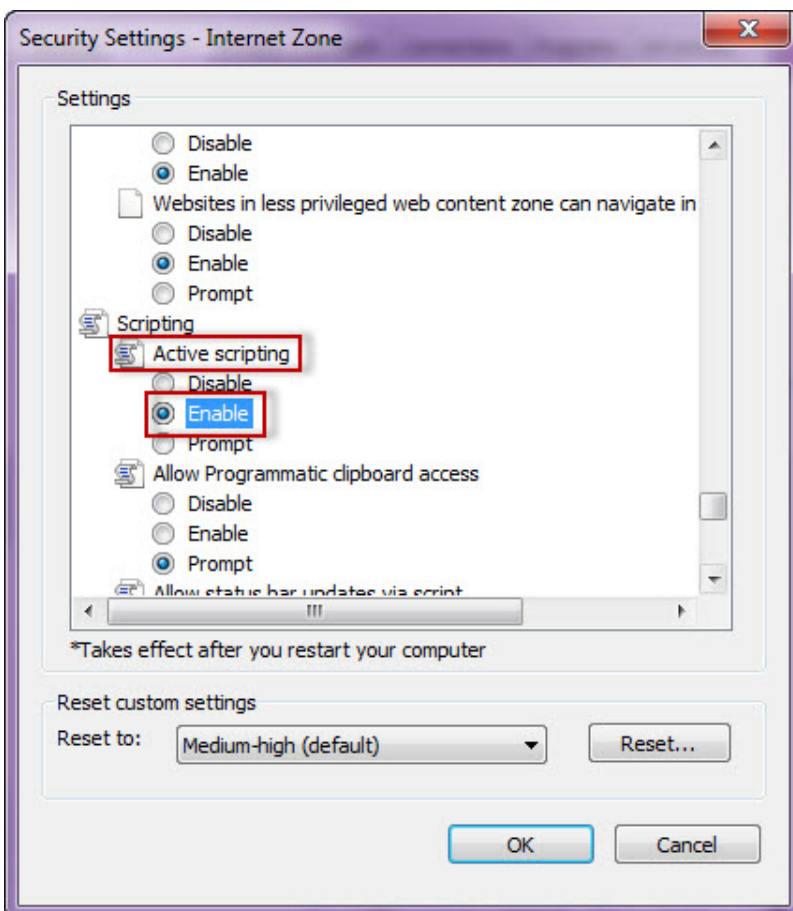 Security Settings - Internet Zone
Settings
Disable
Enable
Websites in less privileged web content zone can navigate in
Disable
Enable
Prompt
Scripting
Active scripting
Disable
Enable
Prompt
Allow Programmatic clipboard access
Disable
Enable
Prompt
Allow status bar updates via script
*Takes effect after you restart your computer
Reset custom settings
Reset to: Medium-high (default) Reset...
OK Cancel